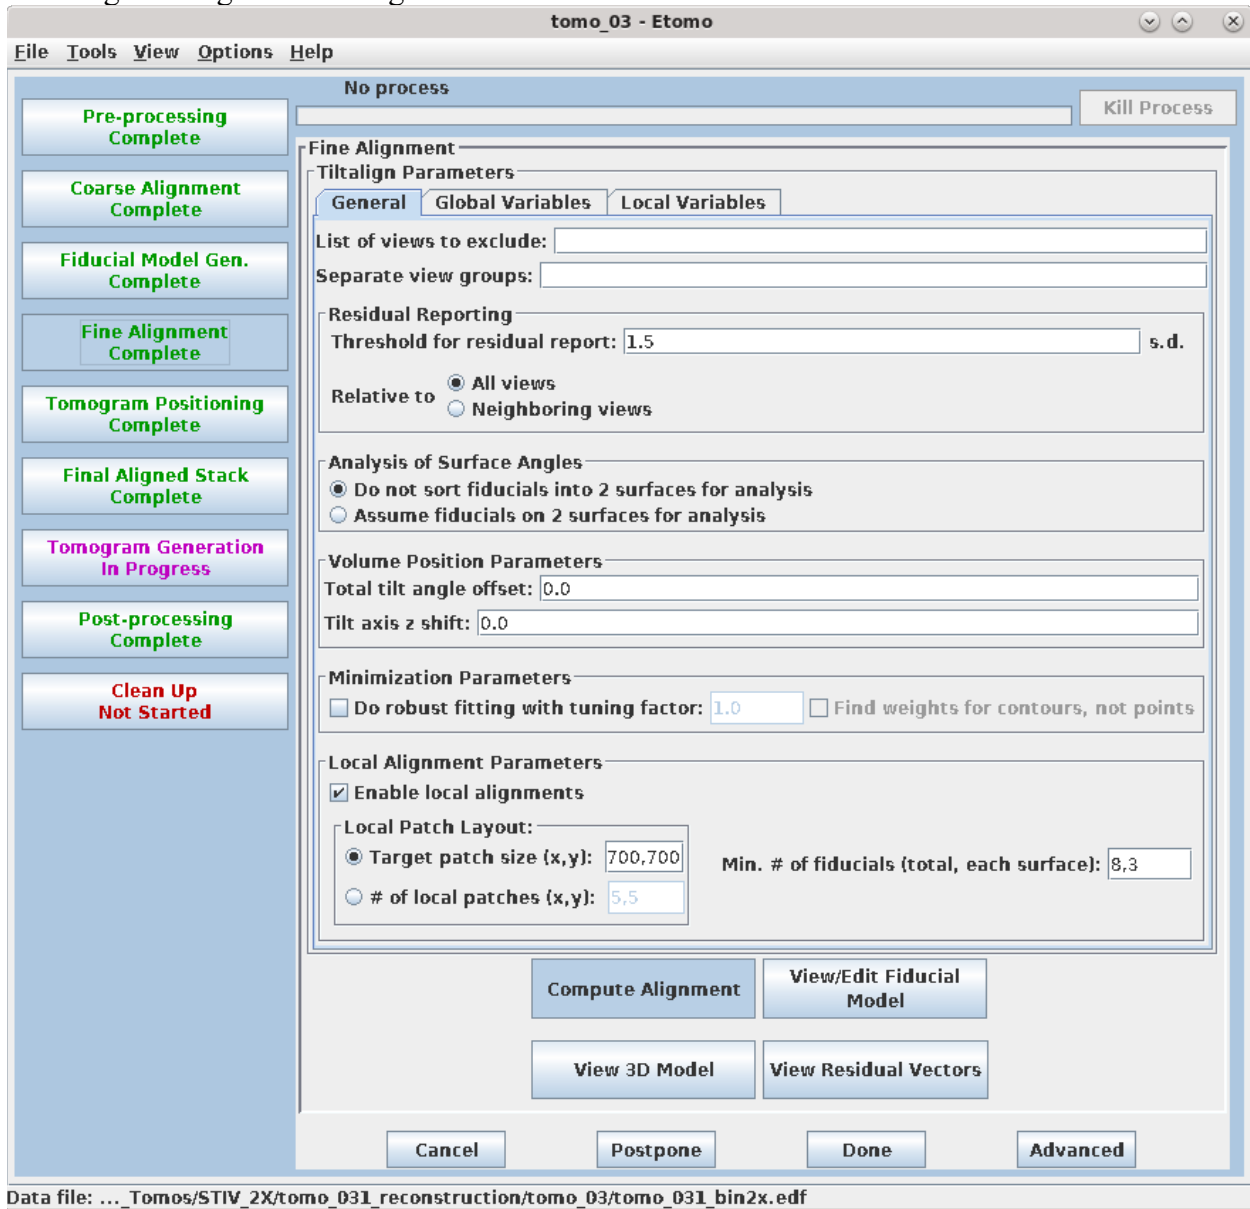 tomo_03 - Etomo
File Tools View Options Help
No process
Kill Process
Pre-processing
Complete
Coarse Alignment
Complete
Fiducial Model Gen.
Complete
Fine Alignment
Complete
Tomogram Positioning
Complete
Final Aligned Stack
Complete
Tomogram Generation
In Progress
Post-processing
Complete
Clean Up
Not Started
Fine Alignment
Tiltalign Parameters
General Global Variables Local Variables
List of views to exclude:
Separate view groups:
Residual Reporting
Threshold for residual report: 1.5 s.d.
Relative to
All views
Neighboring views
Analysis of Surface Angles
Do not sort fiducials into 2 surfaces for analysis
Assume fiducials on 2 surfaces for analysis
Volume Position Parameters
Total tilt angle offset: 0.0
Tilt axis z shift: 0.0
Minimization Parameters
Do robust fitting with tuning factor: 1.0 Find weights for contours, not points
Local Alignment Parameters
Enable local alignments
Local Patch Layout:
Target patch size (x,y): 700,700
# of local patches (x,y): 5,5
Min. # of fiducials (total, each surface): 8,3
Compute Alignment
View/Edit Fiducial
Model
View 3D Model
View Residual Vectors
Cancel Postpone Done Advanced
Data file: ..._Tomos/STIV_2X/tomo_031_reconstruction/tomo_03/tomo_031_bin2x.edf